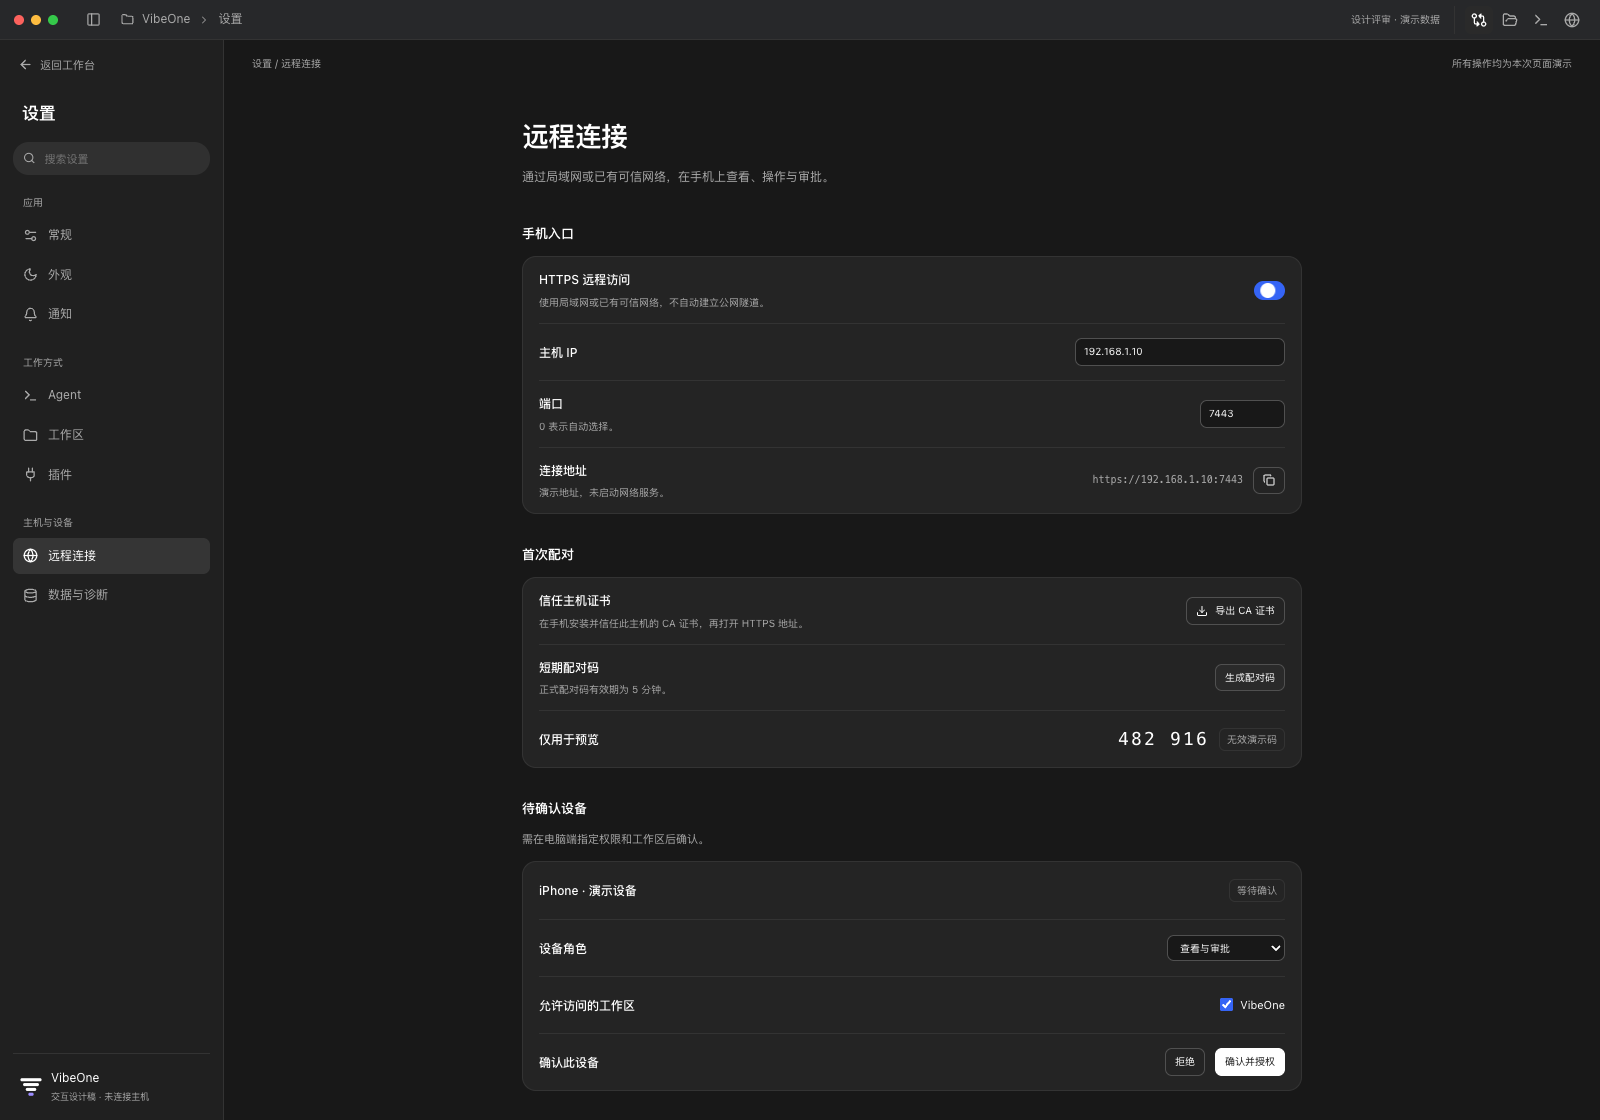 VibeOne
设置
设计评审 · 演示数据
返回工作台
设置
搜索设置
应用
常规
外观
通知
工作方式
Agent
工作区
插件
主机与设备
远程连接
数据与诊断
VibeOne
交互设计稿 · 未连接主机
设置 / 远程连接
所有操作均为本次页面演示
远程连接
通过局域网或已有可信网络，在手机上查看、操作与审批。
手机入口
HTTPS 远程访问
使用局域网或已有可信网络，不自动建立公网隧道。
主机 IP
192.168.1.10
端口
0 表示自动选择。
7443
连接地址
演示地址，未启动网络服务。
https://192.168.1.10:7443
首次配对
信任主机证书
在手机安装并信任此主机的 CA 证书，再打开 HTTPS 地址。
导出 CA 证书
短期配对码
正式配对码有效期为 5 分钟。
生成配对码
仅用于预览
482 916
无效演示码
待确认设备
需在电脑端指定权限和工作区后确认。
iPhone · 演示设备
等待确认
设备角色
查看与审批
允许访问的工作区
VibeOne
确认此设备
拒绝
确认并授权